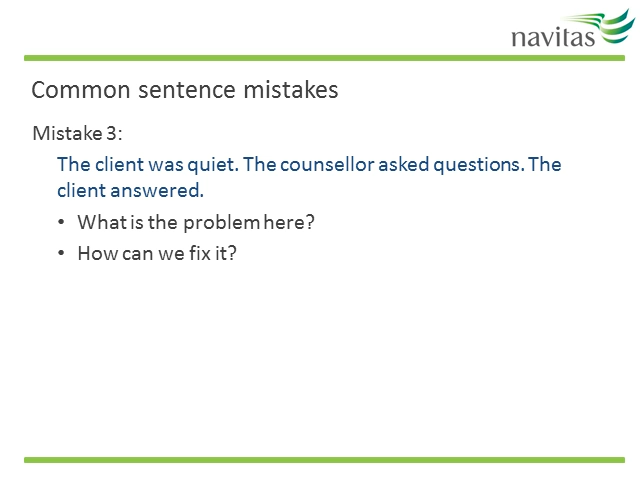 navitas
Common sentence mistakes
Mistake 3:
The client was quiet. The counsellor asked questions. The
client answered.
• What is the problem here?
• How can we fix it?